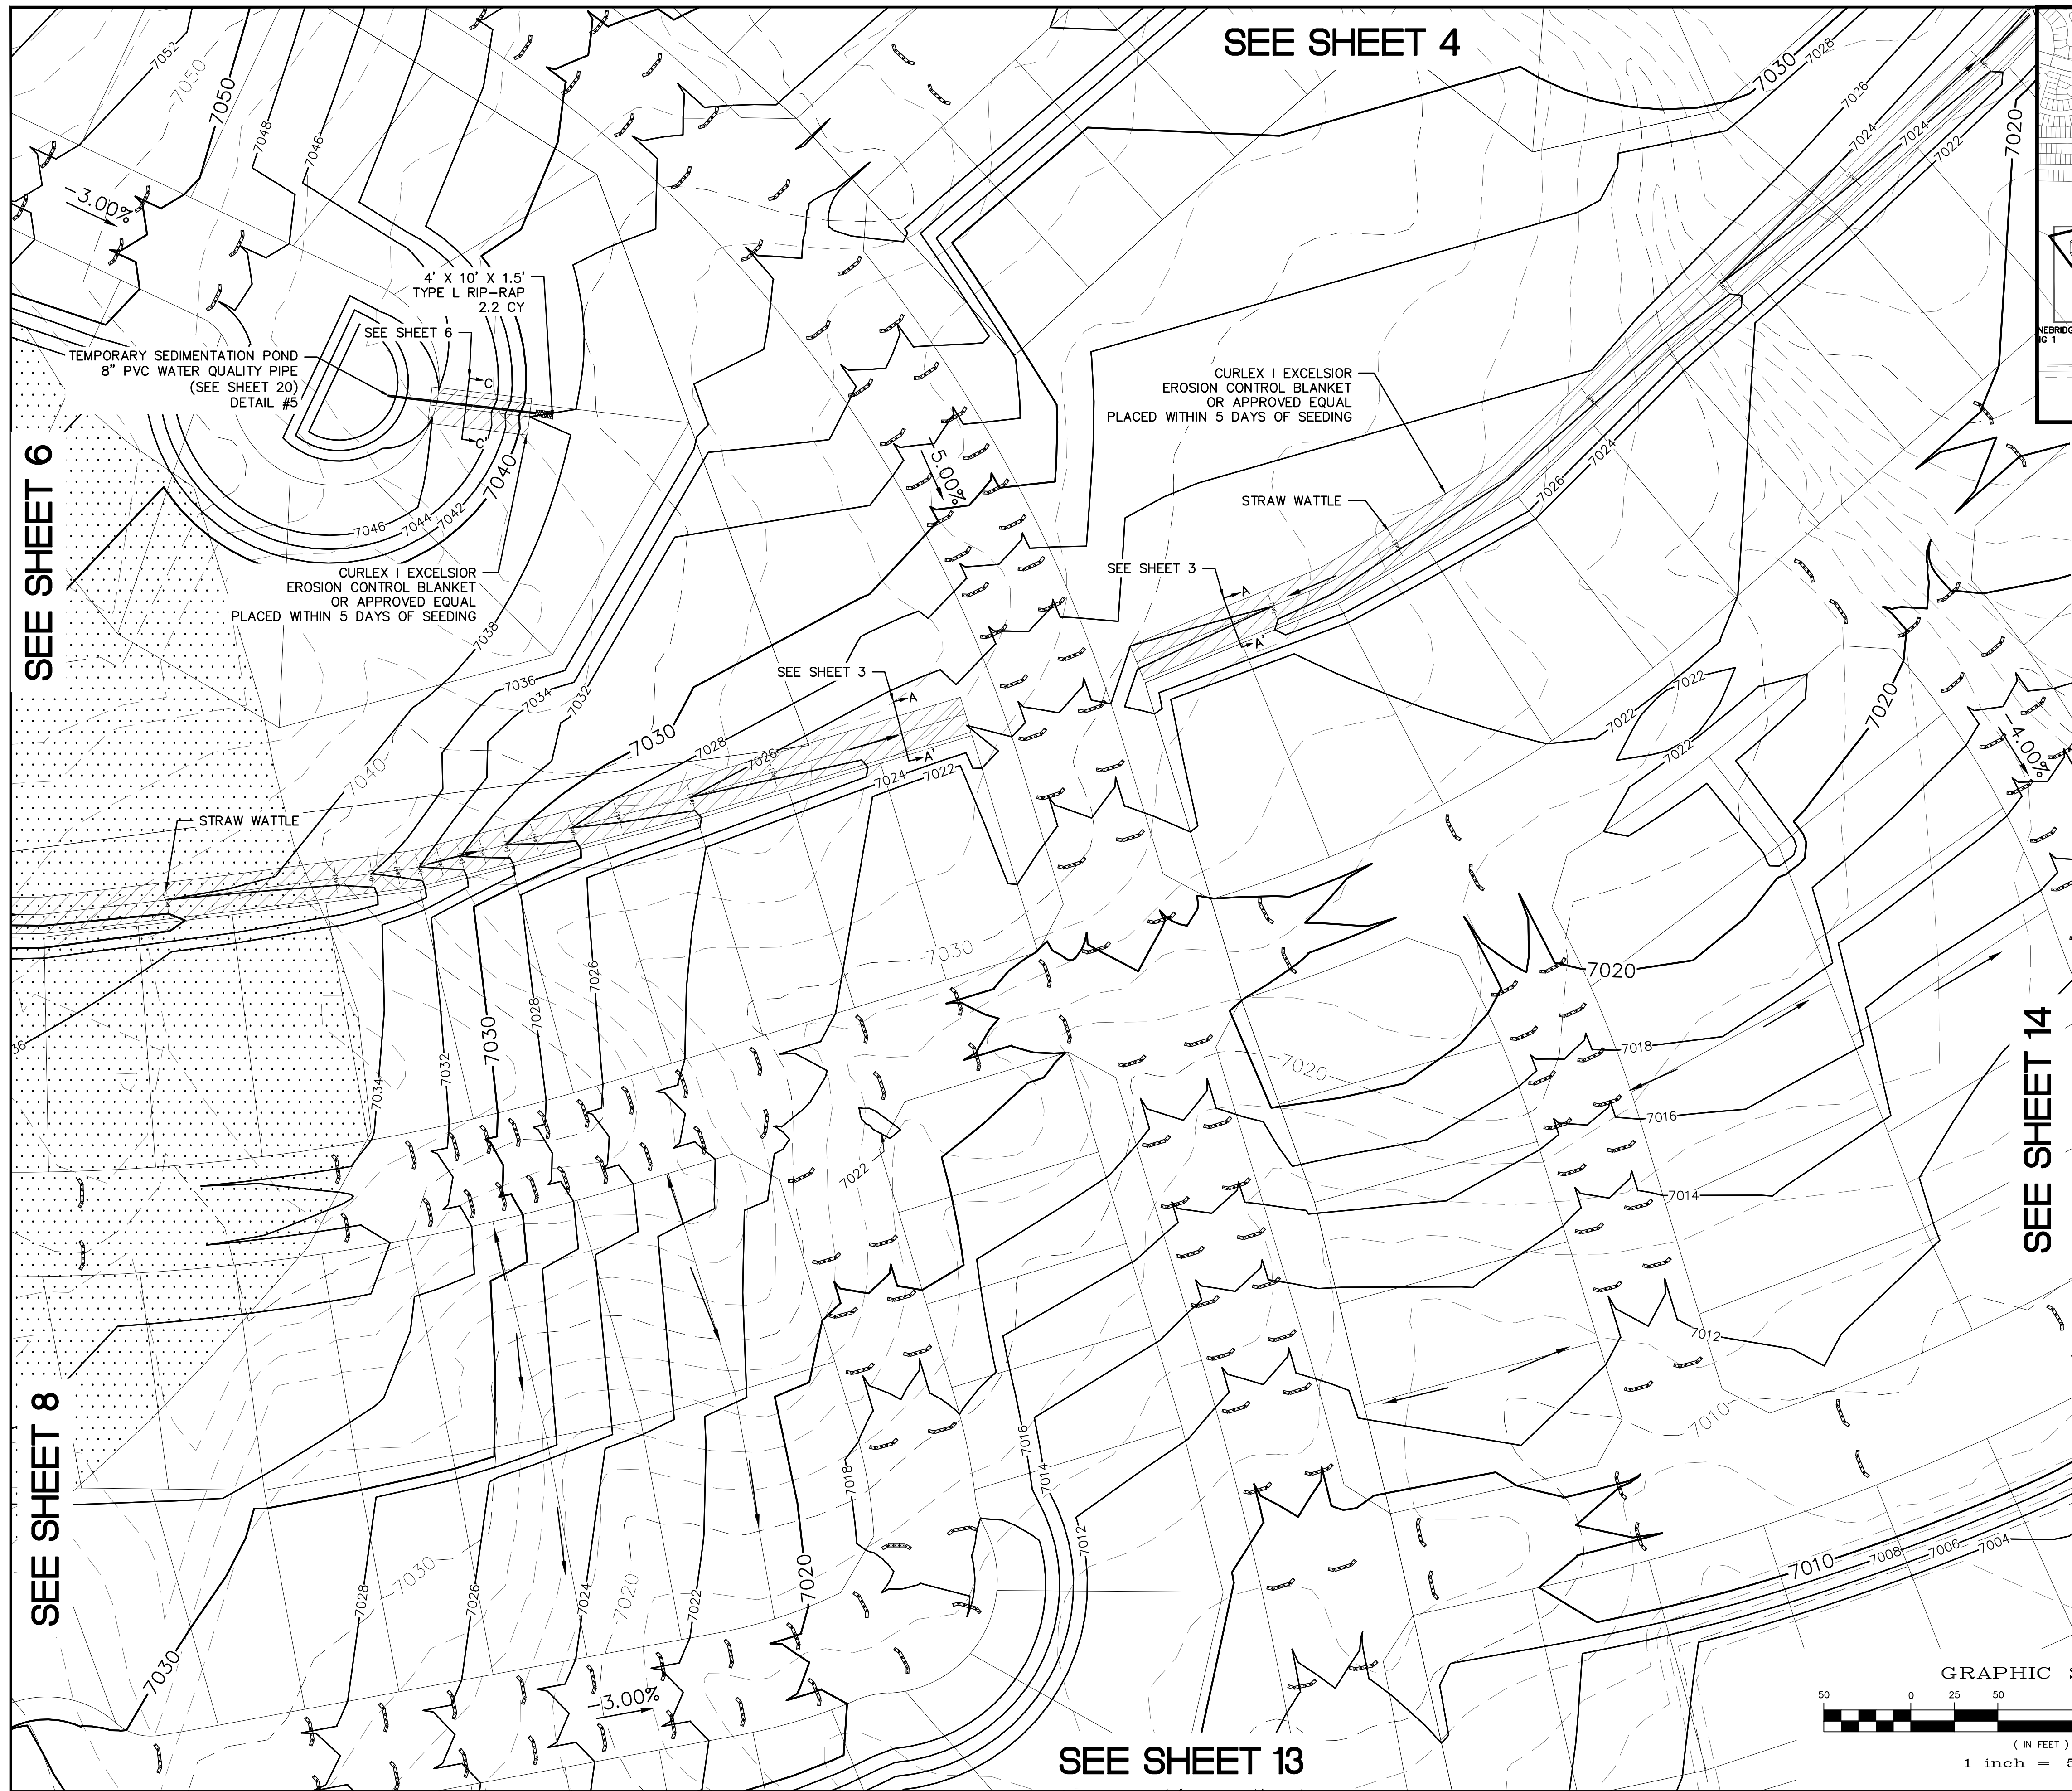 SEE SHEET 4
7052
7050
7050
7048
7046
7030
7028
7026
7024
7024
7022
7020
-3.00%
4' X 10' X 1.5'
TYPE L RIP-RAP
2.2 CY
SEE SHEET 6
C
C'
TEMPORARY SEDIMENTATION POND
8" PVC WATER QUALITY PIPE
(SEE SHEET 20)
DETAIL #5
CURLEX I EXCELSIOR
EROSION CONTROL BLANKET
OR APPROVED EQUAL
PLACED WITHIN 5 DAYS OF SEEDING
SEE SHEET 6
-5.00%
7040
7046
7044
7042
7024
7026
STRAW WATTLE
SEE SHEET 3
A
A'
CURLEX I EXCELSIOR
EROSION CONTROL BLANKET
OR APPROVED EQUAL
PLACED WITHIN 5 DAYS OF SEEDING
7038
SEE SHEET 3
A
A'
7036
7034
7032
7030
7028
7026
7024
7022
7040
7022
7022
7022
7020
-4.00%
STRAW WATTLE
7030
7020
7026
7028
7030
7032
7034
36
7020
7018
7016
7014
7012
7022
SEE SHEET 14
SEE SHEET 8
7010
7016
7014
7012
7018
7020
7030
7028
7026
7024
7020
7022
7030
-3.00%
7010
7008
7006
7004
SEE SHEET 13
GRAPHIC
50 0 25 50
( IN FEET )
1 inch =